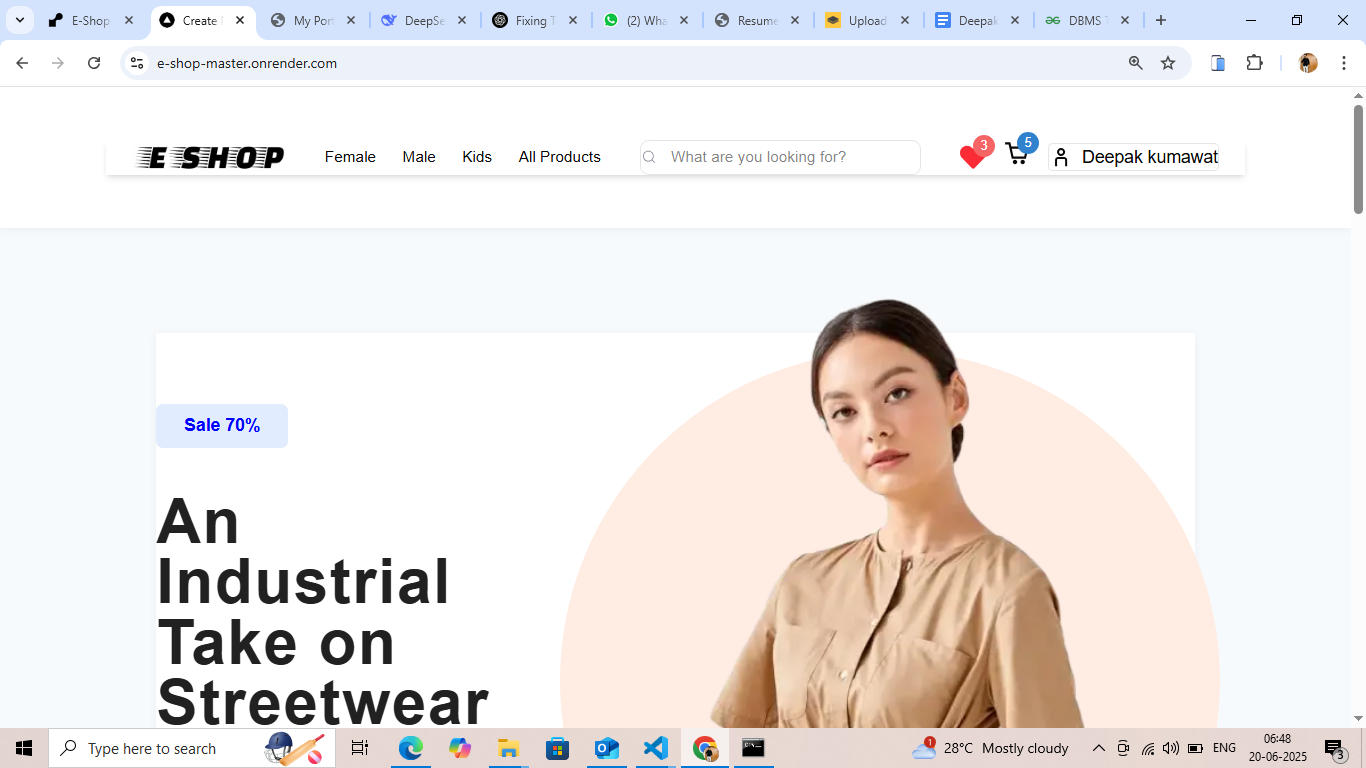 E-Shop
Create
My Port
DeepSe
Fixing T
(2) Wha
Resume
Upload
Deepak
DBMS T
e-shop-master.onrender.com
E SHOP
Female
Male
Kids
All Products
What are you looking for?
3
5
Deepak kumawat
Sale 70%
An
Industrial
Take on
Streetwear
Type here to search
1
28°C Mostly cloudy
ENG
06:48
20-06-2025
3